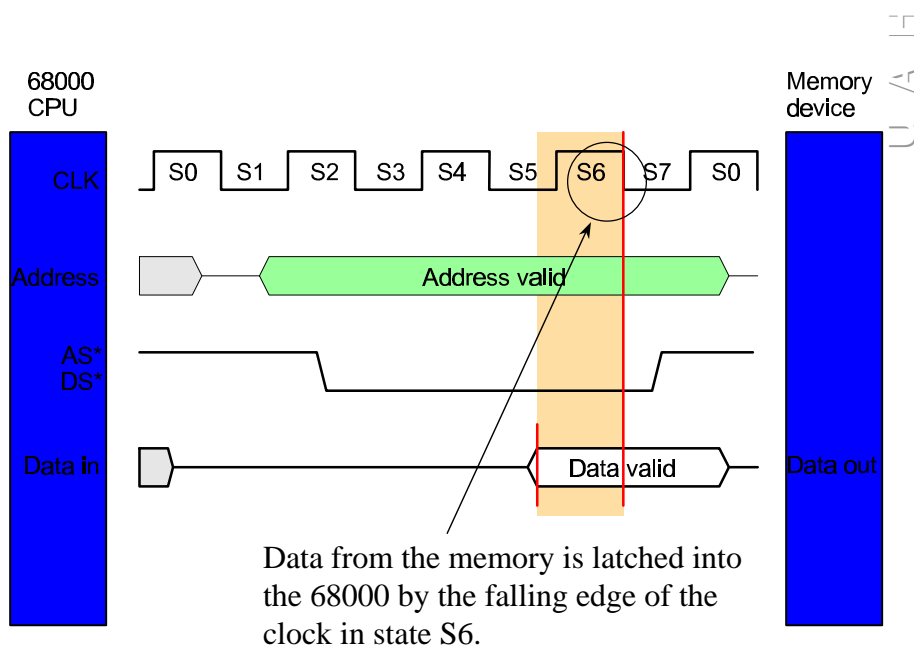 68000
CPU
Memory
device
CLK
S0 S1 S2 S3 S4 S5 S6 S7 S0
Address
Address valid
AS*
DS*
Data in
Data valid
Data out
Data from the memory is latched into
the 68000 by the falling edge of the
clock in state S6.